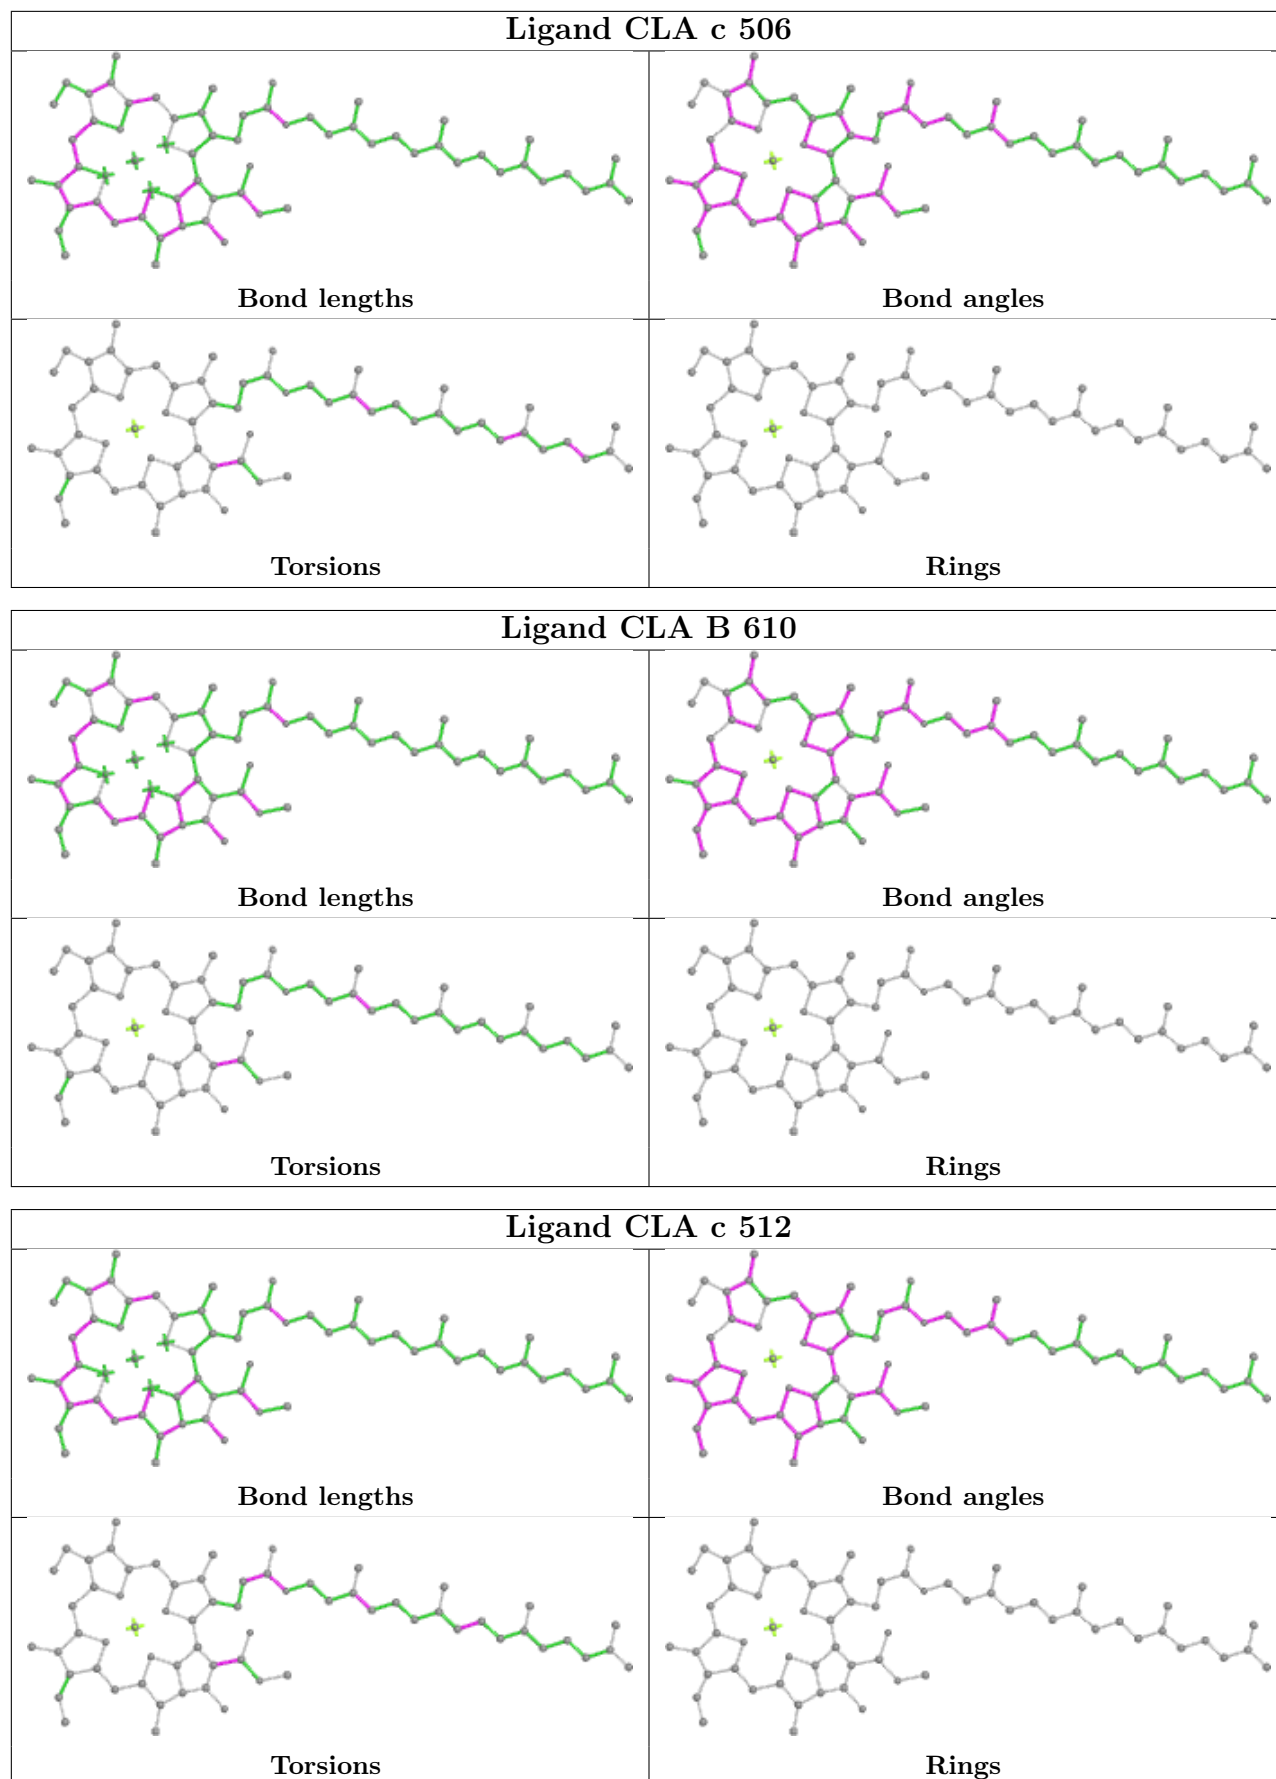 Ligand CLA c 506
Bond lengths
Bond angles
Torsions
Rings
Ligand CLA B 610
Bond lengths
Bond angles
Torsions
Rings
Ligand CLA c 512
Bond lengths
Bond angles
Torsions
Rings